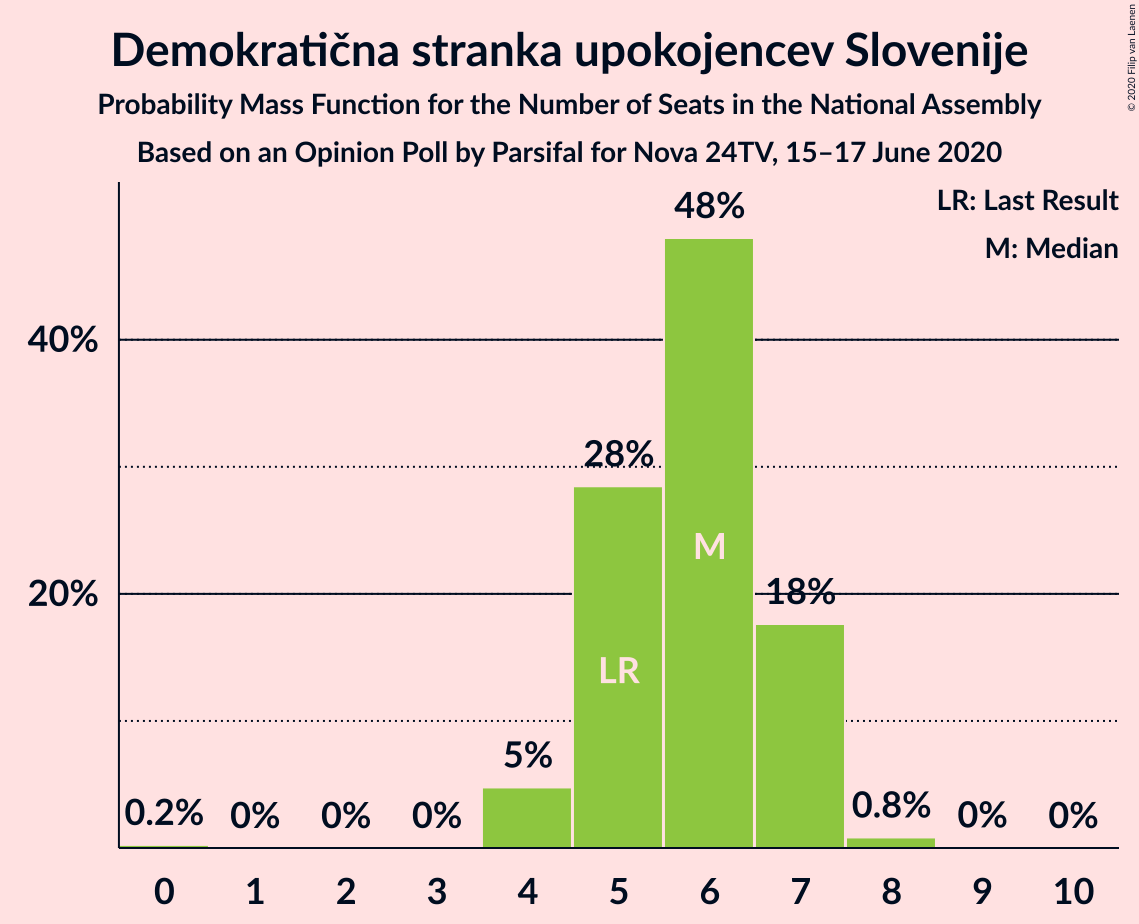 Demokratična stranka upokojencev Slovenije
Probability Mass Function for the Number of Seats in the National Assembly
Based on an Opinion Poll by Parsifal for Nova 24TV, 15–17 June 2020
© 2020 Filip van Laenen
LR: Last Result
M: Median
48%
40%
28%
M
20%
18%
LR
5%
0.2%
0%
0%
0%
0.8%
0%
0%
0 1 2 3 4 5 6 7 8 9 10